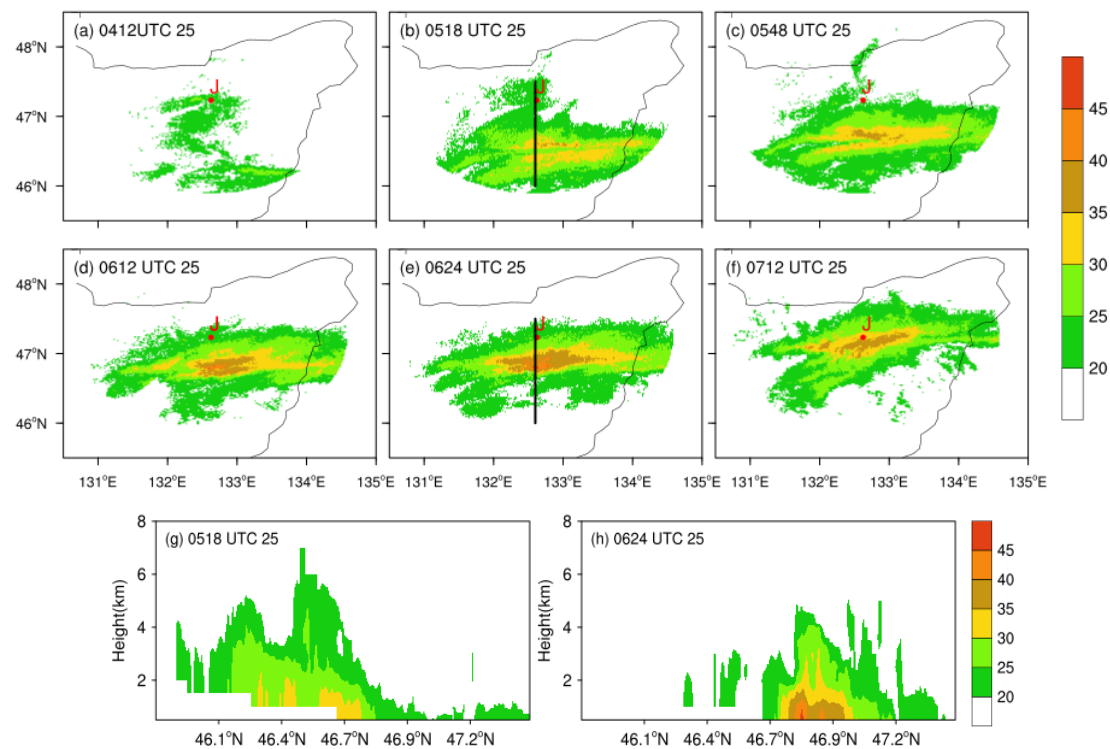 (a) 0412UTC 25
(b) 0518 UTC 25
(c) 0548 UTC 25
48°N
47°N
46°N
J
J
J
45
40
35
30
25
20
(d) 0612 UTC 25
(e) 0624 UTC 25
(f) 0712 UTC 25
48°N
47°N
46°N
J
J
J
131°E 132°E 133°E 134°E 135°E
131°E 132°E 133°E 134°E 135°E
131°E 132°E 133°E 134°E 135°E
(g) 0518 UTC 25
Height(km)
8
6
4
2
46.1°N 46.4°N 46.7°N 46.9°N 47.2°N
(h) 0624 UTC 25
Height(km)
8
6
4
2
46.1°N 46.4°N 46.7°N 46.9°N 47.2°N
45
40
35
30
25
20